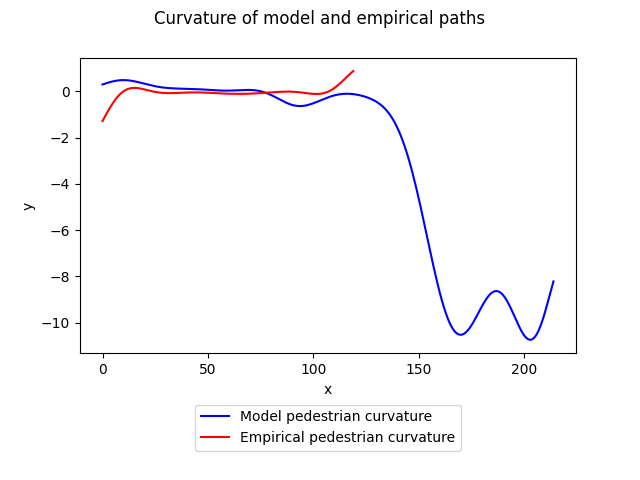 Curvature of model and empirical paths
0
−2
−4
−6
−8
−10
y
0 50 100 150 200
x
Model pedestrian curvature
Empirical pedestrian curvature